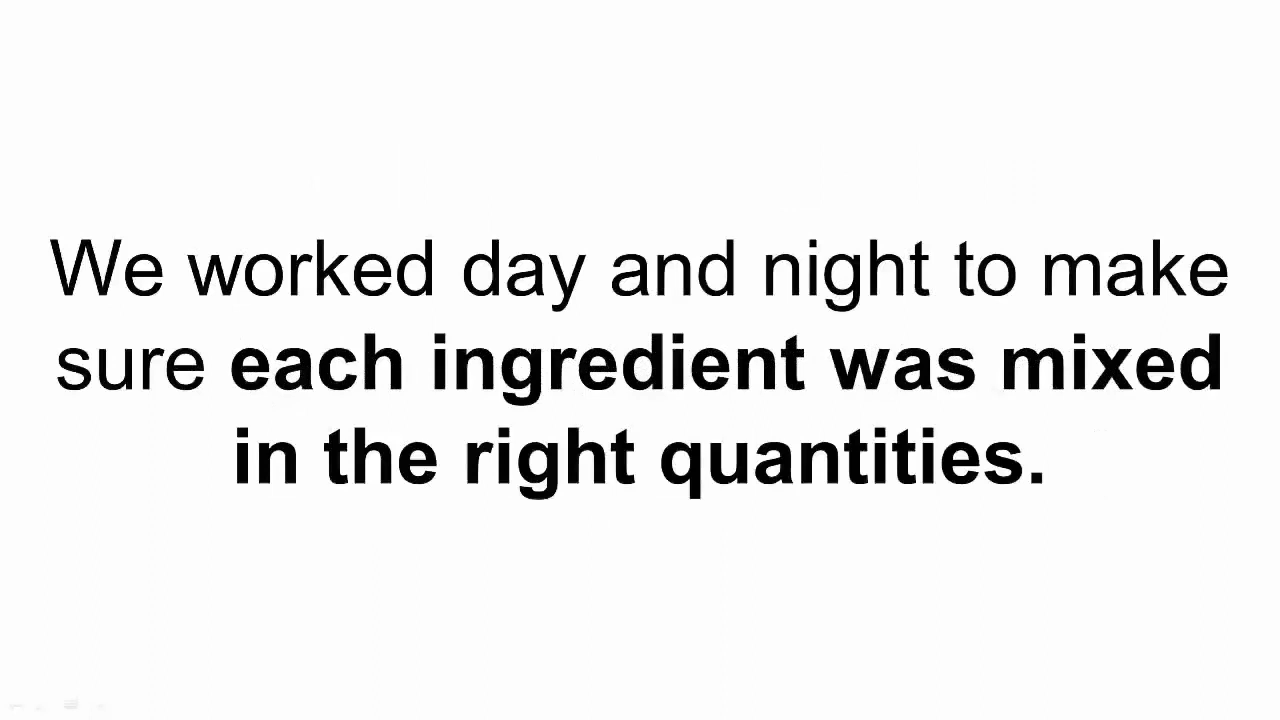 We worked day and night to make
sure each ingredient was mixed
in the right quantities.